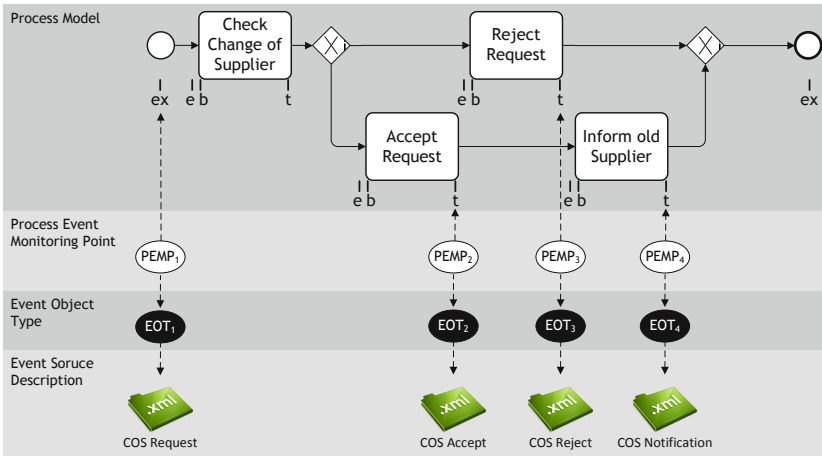 Process Model
Check
Change of
Supplier
X
Reject
Request
X
ex
e b
t
e b
t
ex
Accept
Request
Inform old
Supplier
e b
t
e b
t
Process Event
Monitoring Point
PEMP1
PEMP2
PEMP3
PEMP4
Event Object
Type
EOT1
EOT2
EOT3
EOT4
Event Soruce
Description
.xml
.xml
.xml
.xml
COS Request
COS Accept
COS Reject
COS Notification